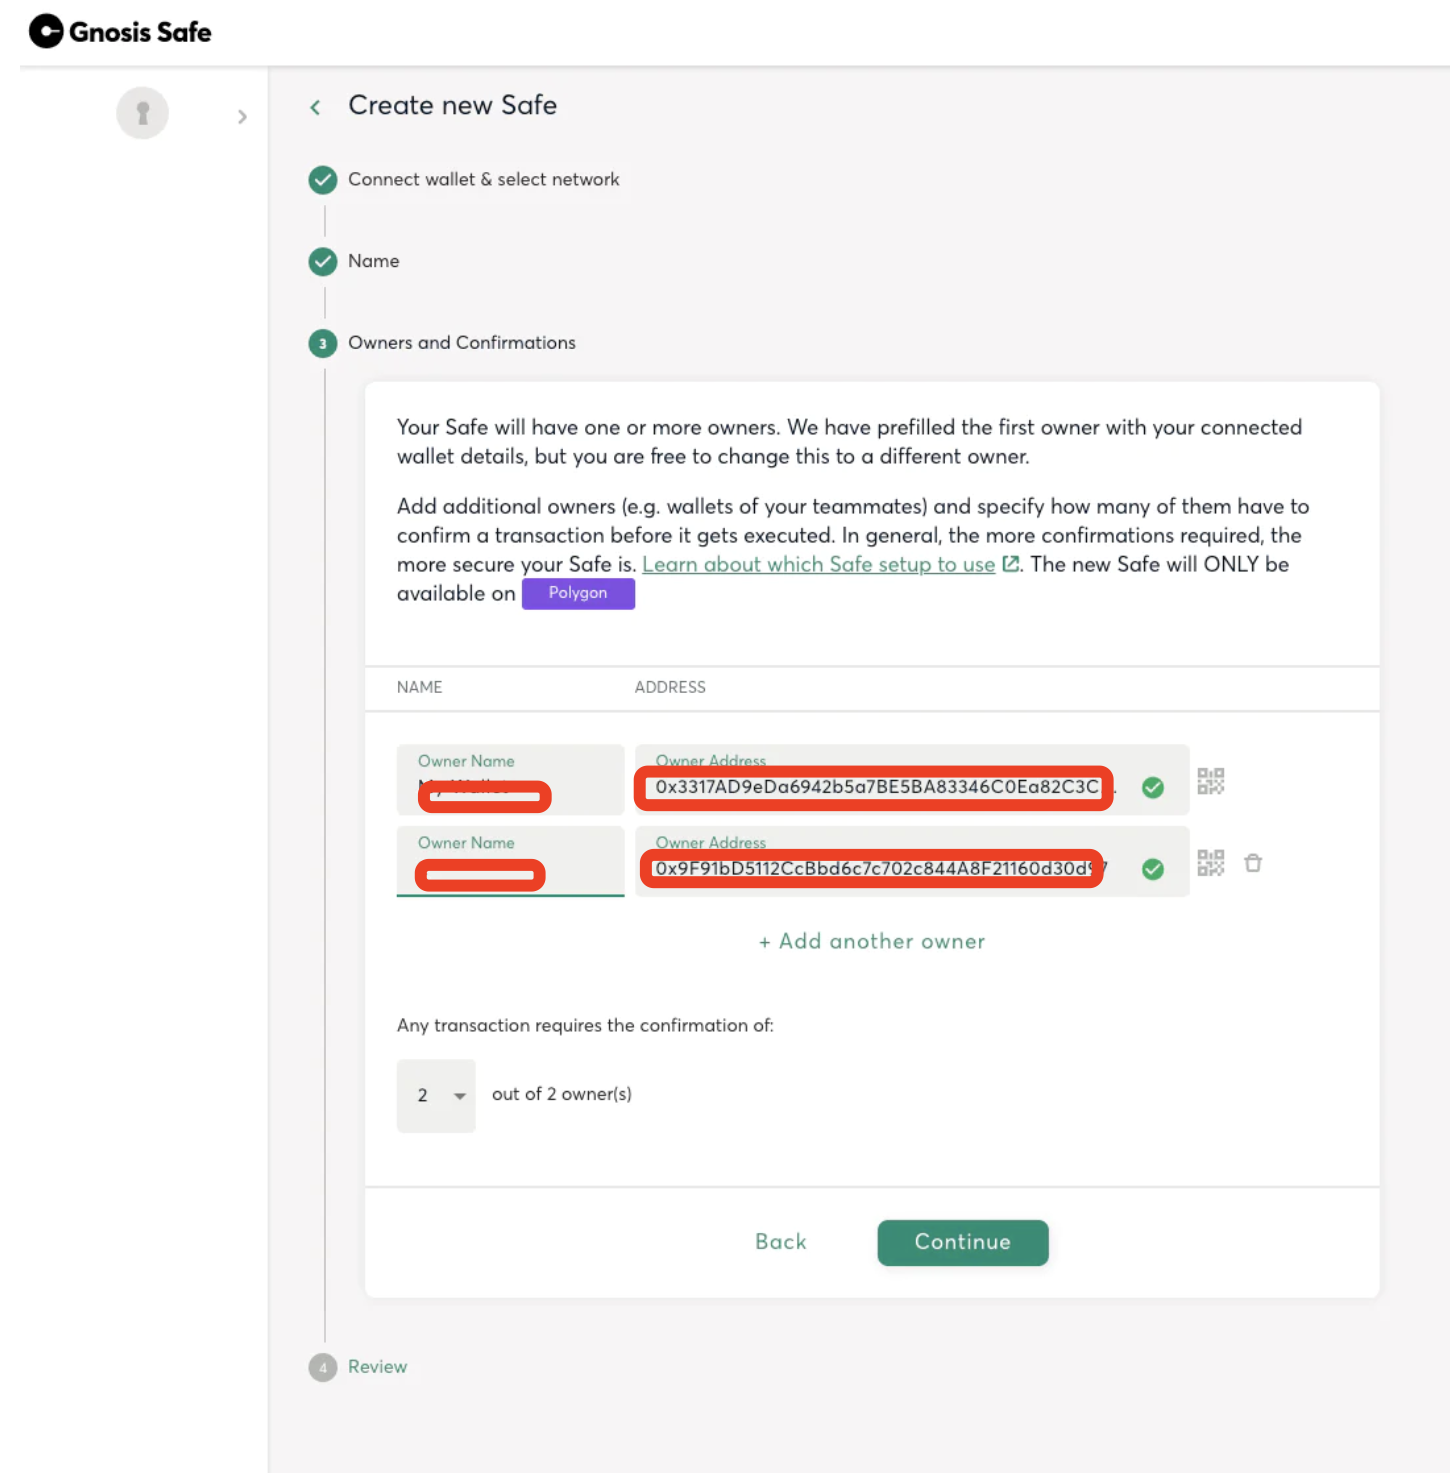 Gnosis Safe
Create new Safe
Connect wallet & select network
Name
3 Owners and Confirmations
Your Safe will have one or more owners. We have prefilled the first owner with your connected
wallet details, but you are free to change this to a different owner.
Add additional owners (e.g. wallets of your teammates) and specify how many of them have to
confirm a transaction before it gets executed. In general, the more confirmations required, the
more secure your Safe is. Learn about which Safe setup to use. The new Safe will ONLY be
available on Polygon
NAME ADDRESS
Owner Name Owner Address
0x3317AD9eDa6942b5a7BE5BA83346C0Ea82C3C
Owner Name Owner Address
0x9F91bD5112CcBbd6c7c702c844A8F21160d30d97
+ Add another owner
Any transaction requires the confirmation of:
2 out of 2 owner(s)
Back Continue
4 Review